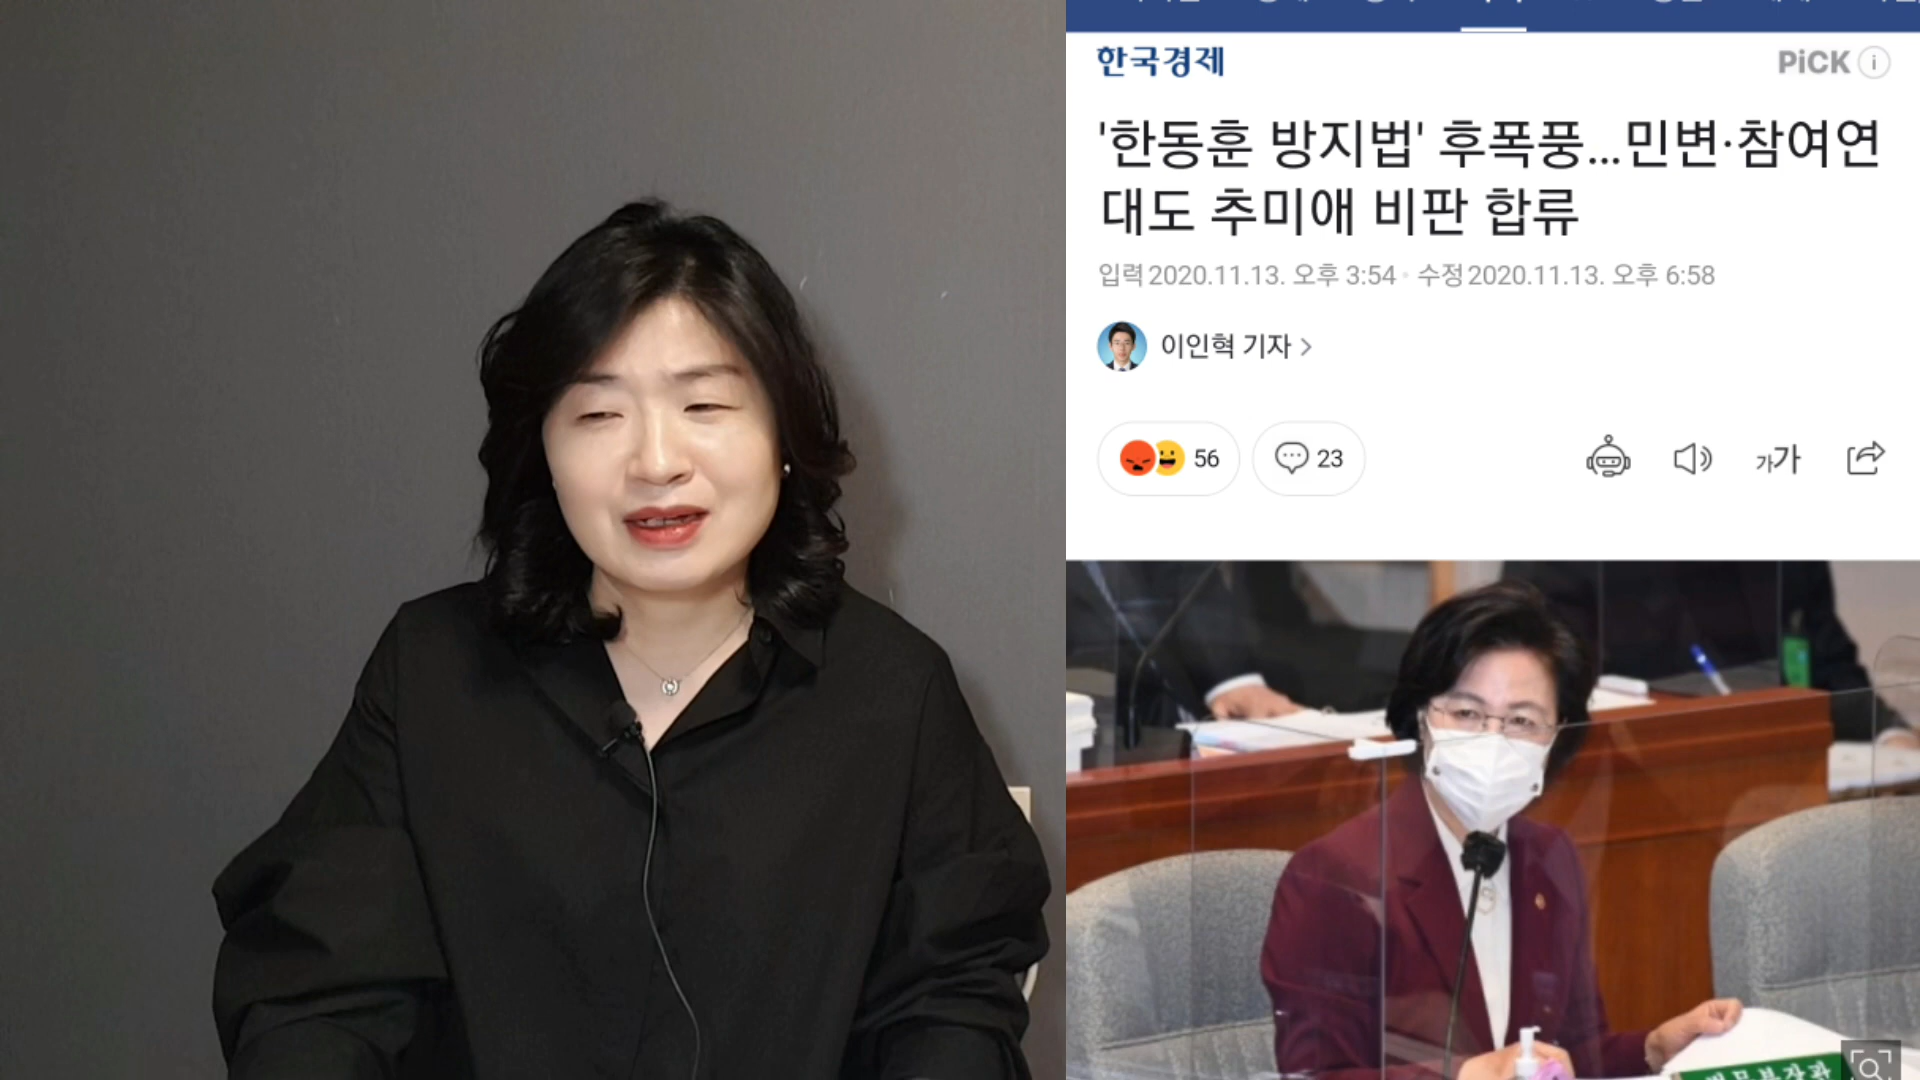 한국경제
PiCK
'한동훈 방지법' 후폭풍...민변·참여연
대도 추미애 비판 합류
입력 2020.11.13. 오후 3:54 · 수정 2020.11.13. 오후 6:58
이인혁 기자
56
23
가가